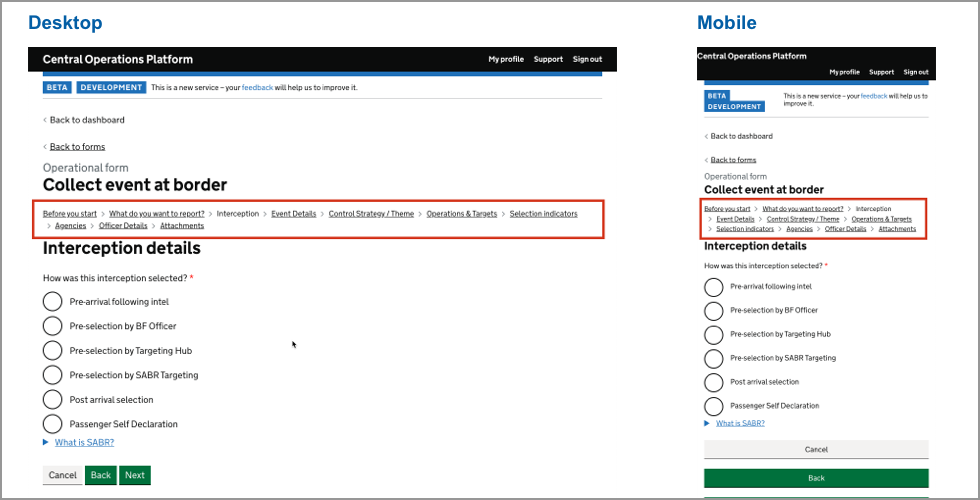 Desktop
Central Operations Platform
My profile Support Sign out
BETA DEVELOPMENT This is a new service – your feedback will help us to improve it.
‹ Back to dashboard
‹ Back to forms
Operational form
Collect event at border
Before you start > What do you want to report? > Interception > Event Details > Control Strategy / Theme > Operations & Targets > Selection indicators
> Agencies > Officer Details > Attachments
Interception details
How was this interception selected? *
Pre-arrival following intel
Pre-selection by BF Officer
Pre-selection by Targeting Hub
Pre-selection by SABR Targeting
Post arrival selection
Passenger Self Declaration
What is SABR?
Cancel Back Next
Mobile
Central Operations Platform
My profile Support Sign out
BETA
DEVELOPMENT
This is a new service – your feedback will help us to
improve it.
‹ Back to dashboard
‹ Back to forms
Operational form
Collect event at border
Before you start > What do you want to report? > Interception
> Event Details > Control Strategy / Theme > Operations & Targets
> Selection indicators > Agencies > Officer Details > Attachments
Interception details
How was this interception selected? *
Pre-arrival following intel
Pre-selection by BF Officer
Pre-selection by Targeting Hub
Pre-selection by SABR Targeting
Post arrival selection
Passenger Self Declaration
What is SABR?
Cancel
Back